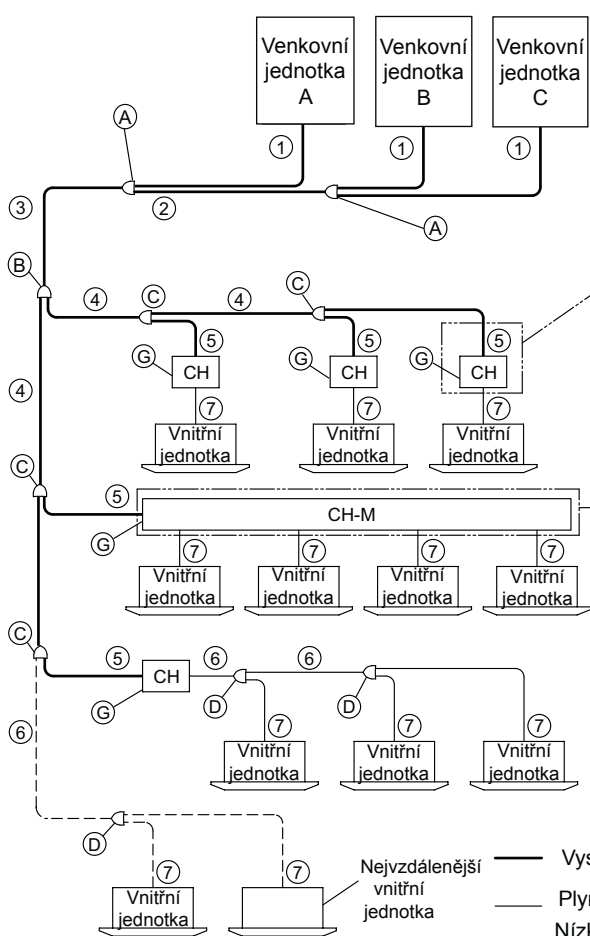 Venkovní jednotka A
Venkovní jednotka B
Venkovní jednotka C
A
1
1
1
3
2
A
B
4
C
4
C
5
5
5
G
CH
G
CH
G
CH
4
7
7
7
Vnitřní jednotka
Vnitřní jednotka
Vnitřní jednotka
C
5
CH-M
G
7
7
7
7
Vnitřní jednotka
Vnitřní jednotka
Vnitřní jednotka
Vnitřní jednotka
C
5
CH
6
6
G
D
D
6
7
7
7
Vnitřní jednotka
Vnitřní jednotka
Vnitřní jednotka
D
7
7
Vnitřní jednotka
Nejvzdálenější vnitřní jednotka
Vys
Plyn
Nízk